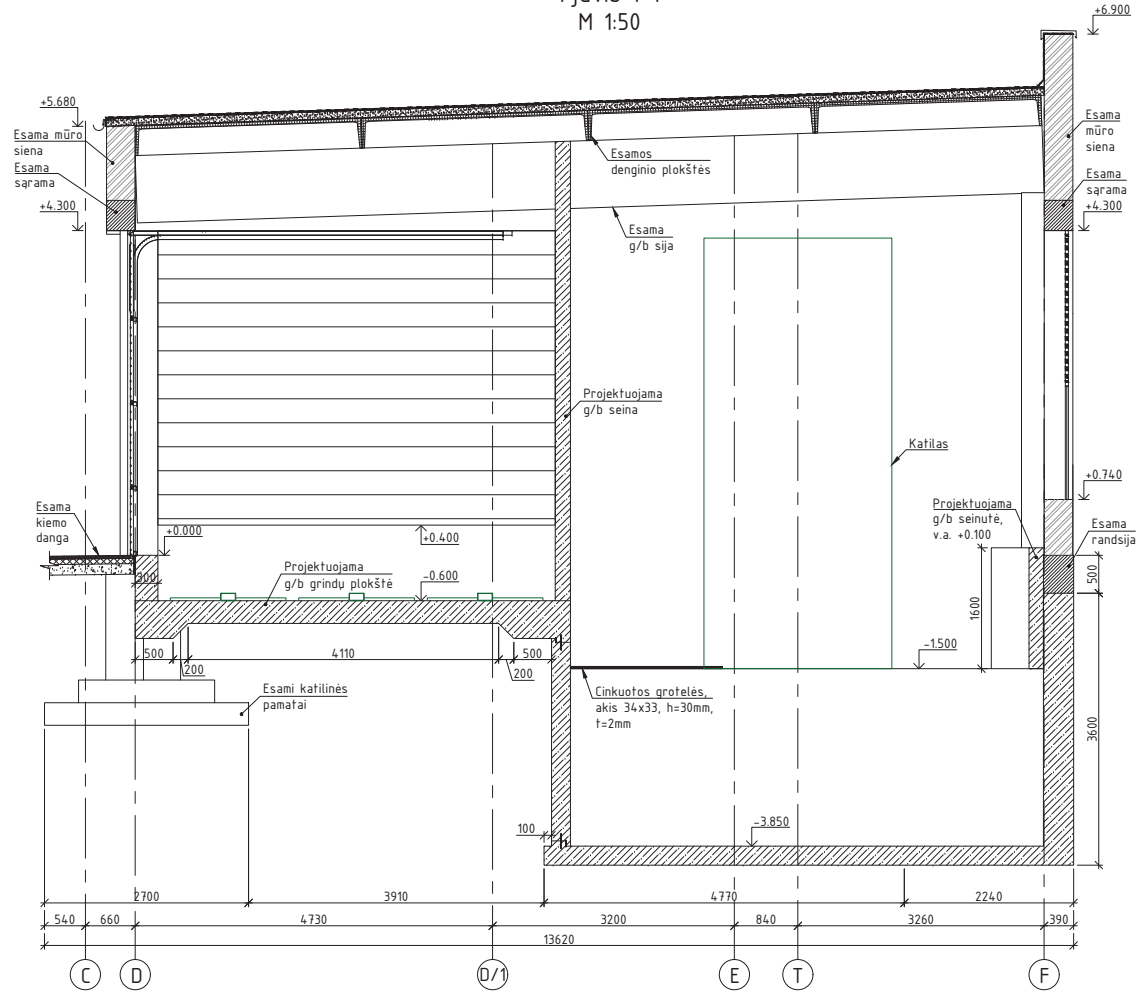 M 1:50
+6.900
+5.680
Esama mūro
siena
Esama
sąrama
+4.300
Esamos
denginio plokštės
Esama
g/b sija
Esama
mūro
siena
Esama
sąrama
+4.300
Projektuojama
g/b seina
Katilas
+0.740
Projektuojama
g/b seinutė,
v.a. +0.100
Esama
randsija
Esama
kiemo
danga
+0.000
+0.400
300
Projektuojama
g/b grindų plokštė
-0.600
500
1600
-1.500
500
4110
500
200
200
Esami katilinės
pamatai
Cinkuotos grotelės,
akis 34x33, h=30mm,
t=2mm
3600
100
-3.850
2700
3910
4770
2240
540
660
4730
3200
840
3260
390
13620
C
D
D/1
E
T
F